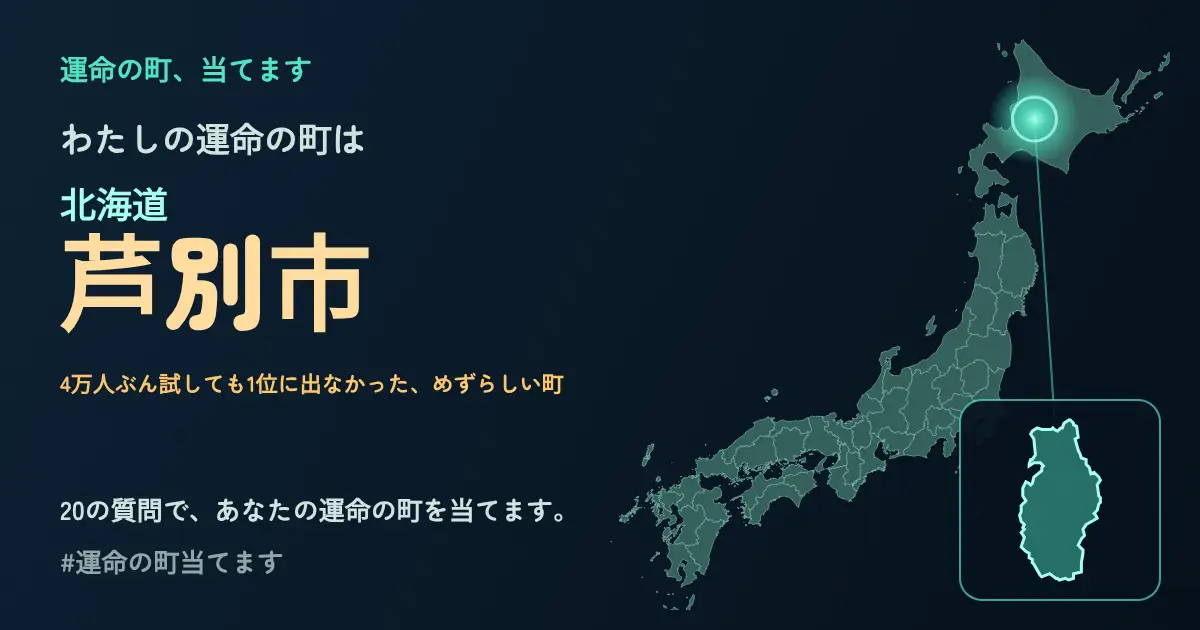 運命の町、当てます
わたしの運命の町は
北海道
芦別市
4万人ぶん試しても1位に出なかった、めずらしい町
20の質問で、あなたの運命の町を当てます。
#運命の町当てます